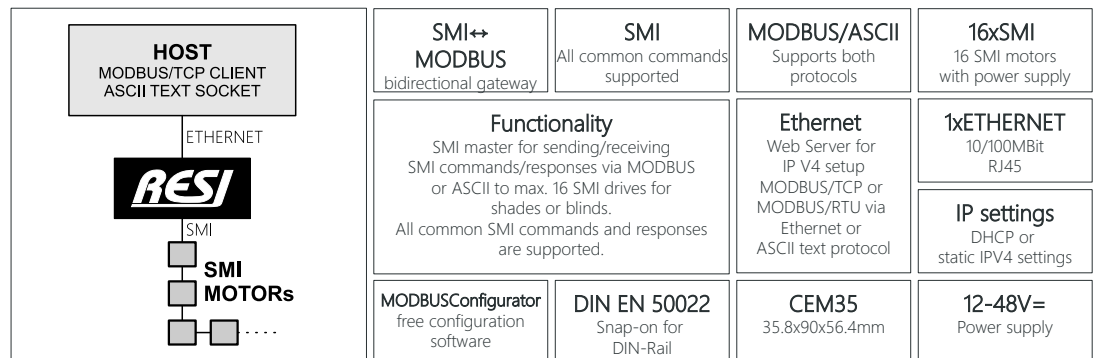 HOST
MODBUS/TCP CLIENT
ASCII TEXT SOCKET
ETHERNET
RESI
SMI
SMI
MOTORs
SMI↔
MODBUS
bidirectional gateway
SMI
All common commands
supported
MODBUS/ASCII
Supports both
protocols
16xSMI
16 SMI motors
with power supply
Functionality
SMI master for sending/receiving
SMI commands/responses via MODBUS
or ASCII to max. 16 SMI drives for
shades or blinds.
All common SMI commands and responses
are supported.
Ethernet
Web Server for
IP V4 setup
MODBUS/TCP or
MODBUS/RTU via
Ethernet or
ASCII text protocol
1xETHERNET
10/100MBit
RJ45
IP settings
DHCP or
static IPV4 settings
MODBUSConfigurator
free configuration
software
DIN EN 50022
Snap-on for
DIN-Rail
CEM35
35.8x90x56.4mm
12-48V=
Power supply